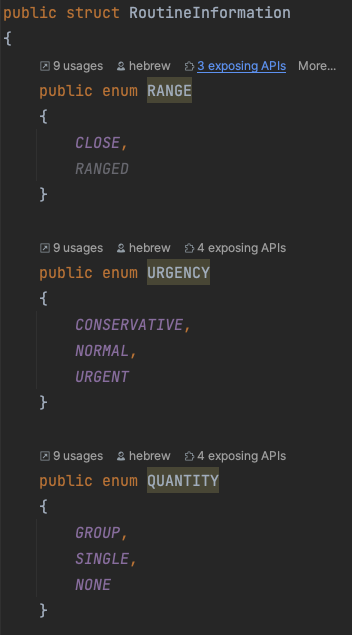 public struct RoutineInformation
{
9 usages hebrew 3 exposing APIs More...
public enum RANGE
{
CLOSE,
RANGED
}
9 usages hebrew 4 exposing APIs
public enum URGENCY
{
CONSERVATIVE,
NORMAL,
URGENT
}
9 usages hebrew 4 exposing APIs
public enum QUANTITY
{
GROUP,
SINGLE,
NONE
}